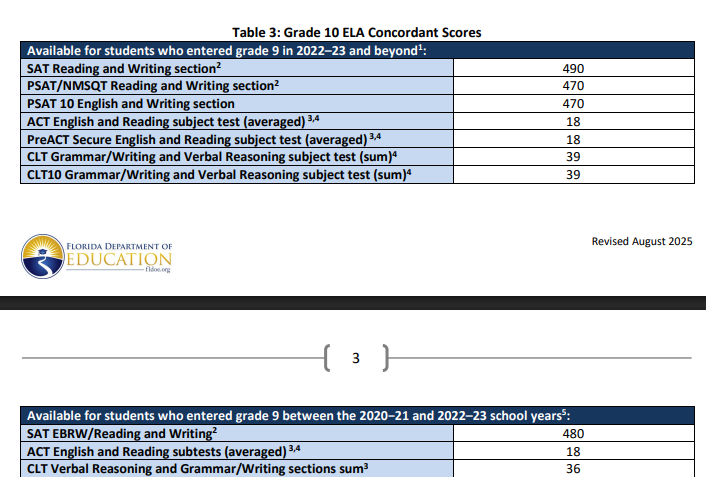 Table 3: Grade 10 ELA Concordant Scores
Available for students who entered grade 9 in 2022–23 and beyond¹:
SAT Reading and Writing section² 490
PSAT/NMSQT Reading and Writing section² 470
PSAT 10 English and Writing section 470
ACT English and Reading subject test (averaged) ³,⁴ 18
PreACT Secure English and Reading subject test (averaged) ³,⁴ 18
CLT Grammar/Writing and Verbal Reasoning subject test (sum)⁴ 39
CLT10 Grammar/Writing and Verbal Reasoning subject test (sum)⁴ 39
Revised August 2025
FLORIDA DEPARTMENT OF
EDUCATION
fldoe.org
3
Available for students who entered grade 9 between the 2020–21 and 2022–23 school years⁵:
SAT EBRW/Reading and Writing² 480
ACT English and Reading subtests (averaged) ³,⁴ 18
CLT Verbal Reasoning and Grammar/Writing sections sum³ 36